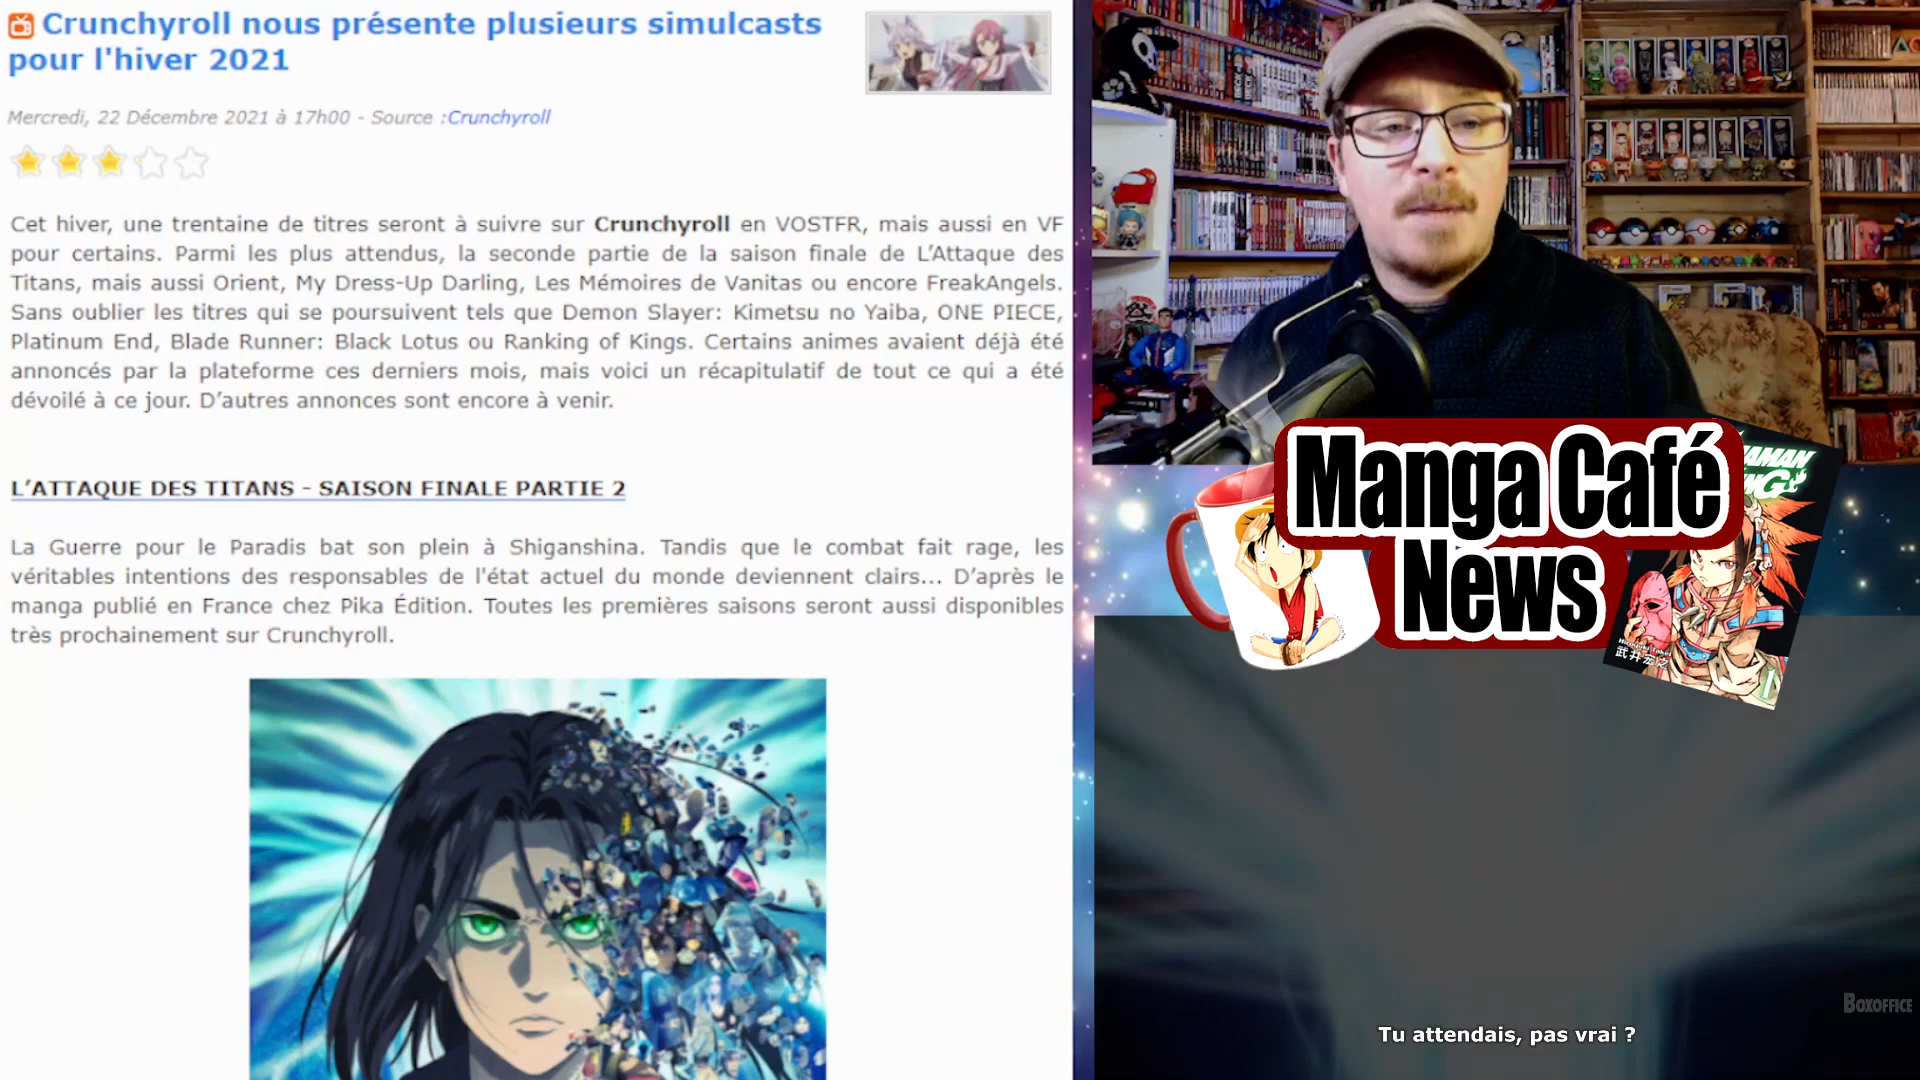 Crunchyroll nous présente plusieurs simulcasts
pour l'hiver 2021
Mercredi, 22 Décembre 2021 à 17h00 - Source :Crunchyroll
Cet hiver, une trentaine de titres seront à suivre sur Crunchyroll en VOSTFR, mais aussi en VF
pour certains. Parmi les plus attendus, la seconde partie de la saison finale de L’Attaque des
Titans, mais aussi Orient, My Dress-Up Darling, Les Mémoires de Vanitas ou encore FreakAngels.
Sans oublier les titres qui se poursuivent tels que Demon Slayer: Kimetsu no Yaiba, ONE PIECE,
Platinum End, Blade Runner: Black Lotus ou Ranking of Kings. Certains animes avaient déjà été
annoncés par la plateforme ces derniers mois, mais voici un récapitulatif de tout ce qui a été
dévoilé à ce jour. D’autres annonces sont encore à venir.
L’ATTAQUE DES TITANS - SAISON FINALE PARTIE 2
La Guerre pour le Paradis bat son plein à Shiganshina. Tandis que le combat fait rage, les
véritables intentions des responsables de l'état actuel du monde deviennent clairs... D’après le
manga publié en France chez Pika Édition. Toutes les premières saisons seront aussi disponibles
très prochainement sur Crunchyroll.
Manga Café
News
武井宏之
1
BOXOFFICE
Tu attendais, pas vrai ?